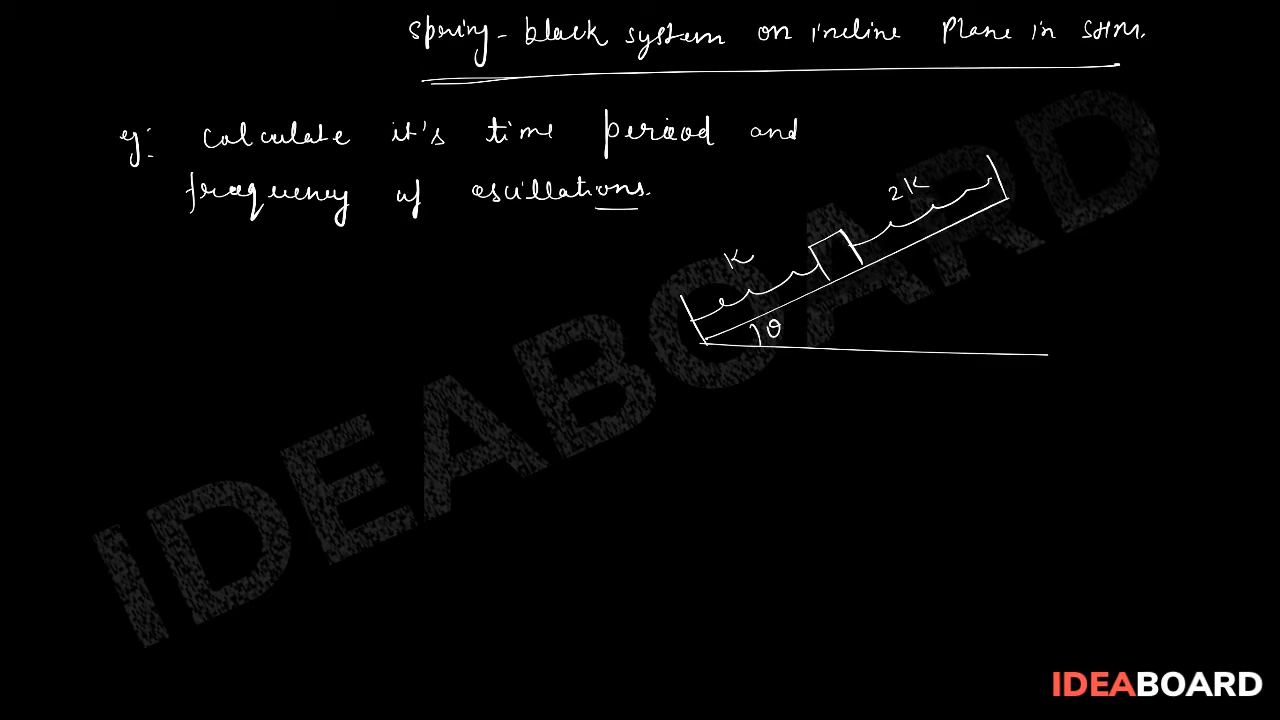 Spring-block system on incline plane in SHM.
eg: calculate it's time period and
frequency of oscillations.
2K
K
θ
IDEABOARD
IDEABOARD